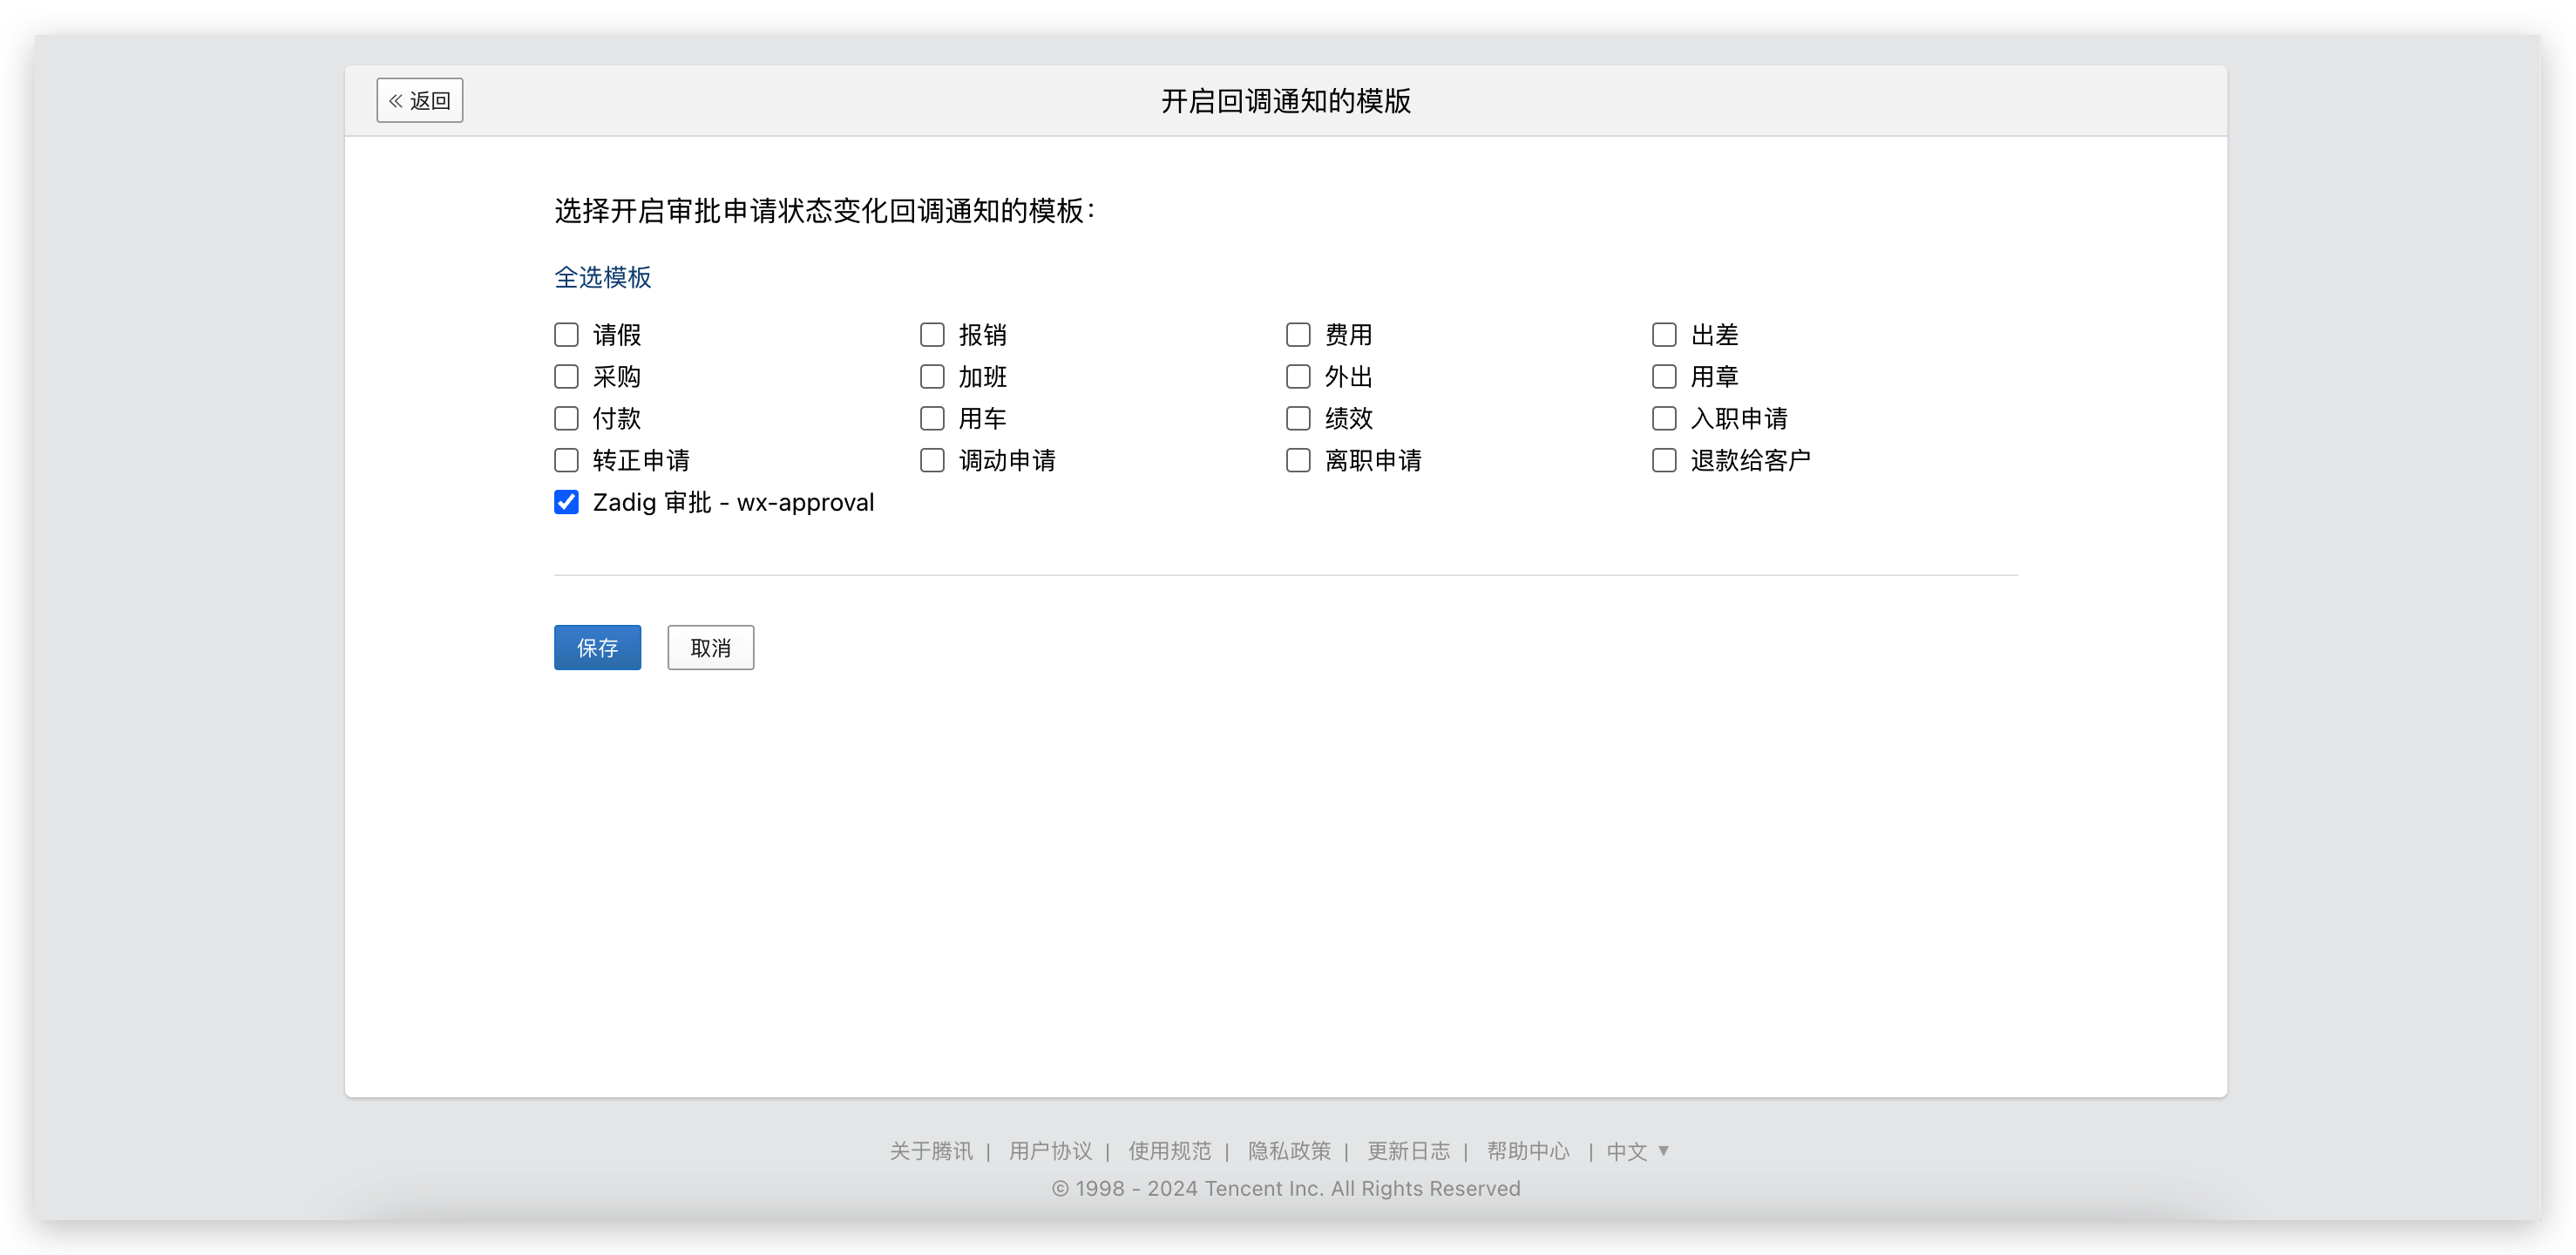 « 返回
开启回调通知的模版
选择开启审批申请状态变化回调通知的模板：
全选模板
请假 报销 费用 出差
采购 加班 外出 用章
付款 用车 绩效 入职申请
转正申请 调动申请 离职申请 退款给客户
Zadig 审批 - wx-approval
保存 取消
关于腾讯 | 用户协议 | 使用规范 | 隐私政策 | 更新日志 | 帮助中心 | 中文 ▼
© 1998 - 2024 Tencent Inc. All Rights Reserved